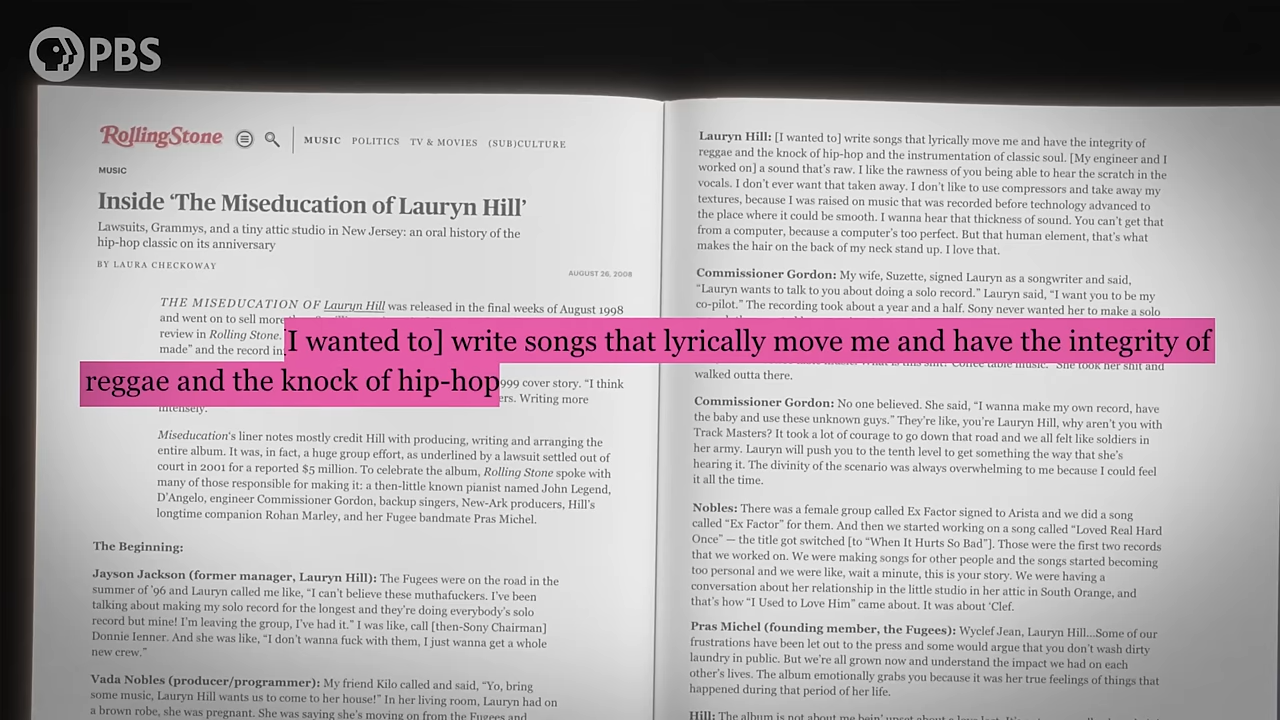 PBS
RollingStone
MUSIC POLITICS TV & MOVIES (SUB)CULTURE
MUSIC
Inside ‘The Miseducation of Lauryn Hill’
Lawsuits, Grammys, and a tiny attic studio in New Jersey: an oral history of the
hip-hop classic on its anniversary
BY LAURA CHECKOWAY
AUGUST 26, 2008
THE MISEDUCATION OF Lauryn Hill was released in the final weeks of August 1998
and went on to sell more
review in Rolling Stone.
made” and the record in
[I wanted to] write songs that lyrically move me and have the integrity of
reggae and the knock of hip-hop
999 cover story. “I think
ers. Writing more
intensely.
Miseducation‘s liner notes mostly credit Hill with producing, writing and arranging the
entire album. It was, in fact, a huge group effort, as underlined by a lawsuit settled out of
court in 2001 for a reported $5 million. To celebrate the album, Rolling Stone spoke with
many of those responsible for making it: a then-little known pianist named John Legend,
D’Angelo, engineer Commissioner Gordon, backup singers, New-Ark producers, Hill’s
longtime companion Rohan Marley, and her Fugee bandmate Pras Michel.
The Beginning:
Jayson Jackson (former manager, Lauryn Hill): The Fugees were on the road in the
summer of ’96 and Lauryn called me like, “I can’t believe these muthafuckers. I’ve been
talking about making my solo record for the longest and they’re doing everybody’s solo
record but mine! I’m leaving the group, I’ve had it.” I was like, call [then-Sony Chairman]
Donnie Ienner. And she was like, “I don’t wanna fuck with them, I just wanna get a whole
new crew.”
Vada Nobles (producer/programmer): My friend Kilo called and said, “Yo, bring
some music, Lauryn Hill wants us to come to her house!” In her living room, Lauryn had on
a brown robe, she was pregnant. She was saying she’s moving on from the Fugees and
Lauryn Hill: [I wanted to] write songs that lyrically move me and have the integrity of
reggae and the knock of hip-hop and the instrumentation of classic soul. [My engineer and I
worked on] a sound that’s raw. I like the rawness of you being able to hear the scratch in the
vocals. I don’t ever want that taken away. I don’t like to use compressors and take away my
textures, because I was raised on music that was recorded before technology advanced to
the place where it could be smooth. I wanna hear that thickness of sound. You can’t get that
from a computer, because a computer’s too perfect. But that human element, that’s what
makes the hair on the back of my neck stand up. I love that.
Commissioner Gordon: My wife, Suzette, signed Lauryn as a songwriter and said,
“Lauryn wants to talk to you about doing a solo record.” Lauryn said, “I want you to be my
co-pilot.” The recording took about a year and a half. Sony never wanted her to make a solo
She took her shit and
walked outta there.
Commissioner Gordon: No one believed. She said, “I wanna make my own record, have
the baby and use these unknown guys.” They’re like, you’re Lauryn Hill, why aren’t you with
Track Masters? It took a lot of courage to go down that road and we all felt like soldiers in
her army. Lauryn will push you to the tenth level to get something the way that she’s
hearing it. The divinity of the scenario was always overwhelming to me because I could feel
it all the time.
Nobles: There was a female group called Ex Factor signed to Arista and we did a song
called “Ex Factor” for them. And then we started working on a song called “Loved Real Hard
Once” — the title got switched [to “When It Hurts So Bad”]. Those were the first two records
that we worked on. We were making songs for other people and the songs started becoming
too personal and we were like, wait a minute, this is your story. We were having a
conversation about her relationship in the little studio in her attic in South Orange, and
that’s how “I Used to Love Him” came about. It was about ‘Clef.
Pras Michel (founding member, the Fugees): Wyclef Jean, Lauryn Hill...Some of our
frustrations have been let out to the press and some would argue that you don’t wash dirty
laundry in public. But we’re all grown now and understand the impact we had on each
other’s lives. The album emotionally grabs you because it was her true feelings of things that
happened during that period of her life.
Hill: The album is not about me bein’ upset about a love lost.